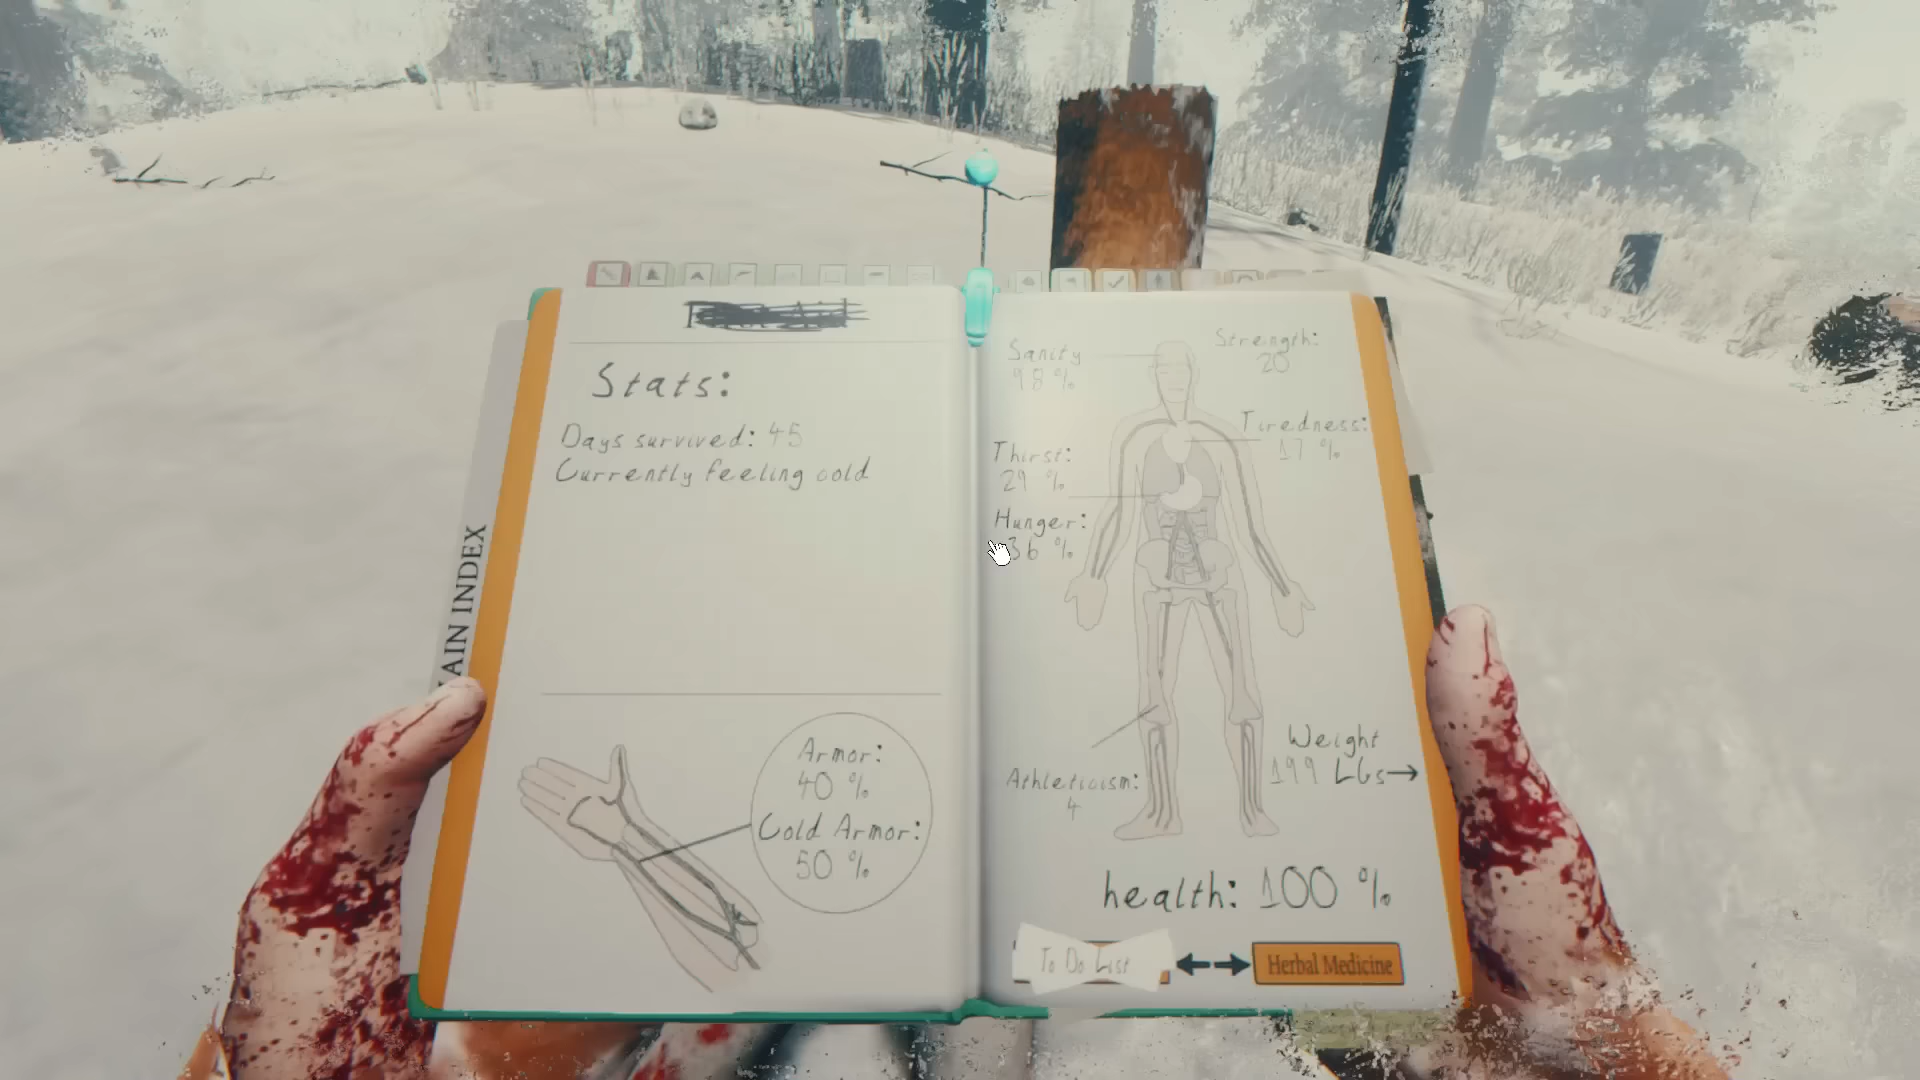 AIN INDEX
Stats:
Days survived: 45
Currently feeling cold
Armor:
40 %
Cold Armor:
50 %
Sanity
98 %
Strength:
20
Tiredness:
17 %
Thirst:
29 %
Hunger:
36 %
Athleticism:
4
Weight
199 LBs
health: 100 %
To Do List
Herbal Medicine